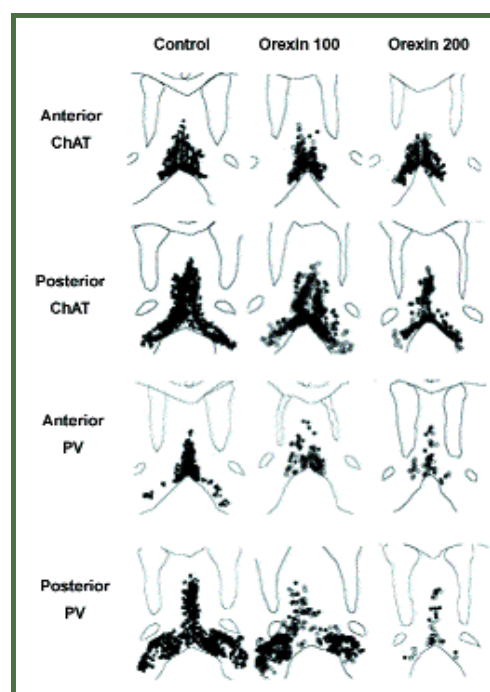 Control Orexin 100 Orexin 200
Anterior
ChAT
Posterior
ChAT
Anterior
PV
Posterior
PV